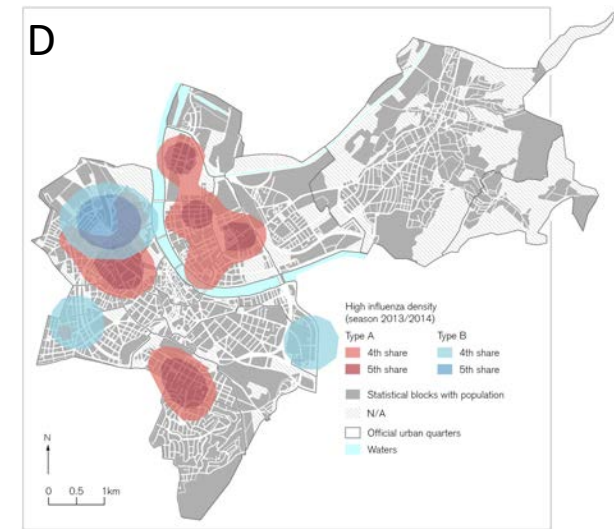 D
High influenza density
(season 2013/2014)
Type A Type B
4th share 4th share
5th share 5th share
Statistical blocks with population
N/A
Official urban quarters
Waters
N
0 0.5 1km